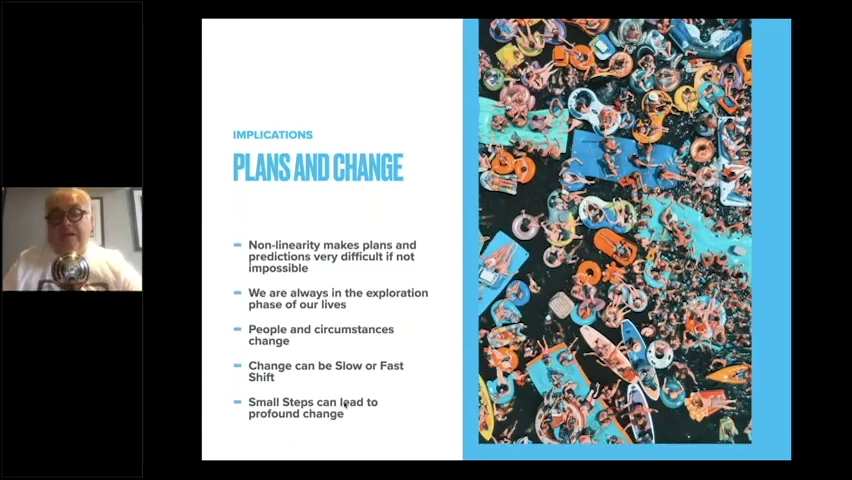 IMPLICATIONS
PLANS AND CHANGE
Non-linearity makes plans and
predictions very difficult if not
impossible
We are always in the exploration
phase of our lives
People and circumstances
change
Change can be Slow or Fast
Shift
Small Steps can lead to
profound change